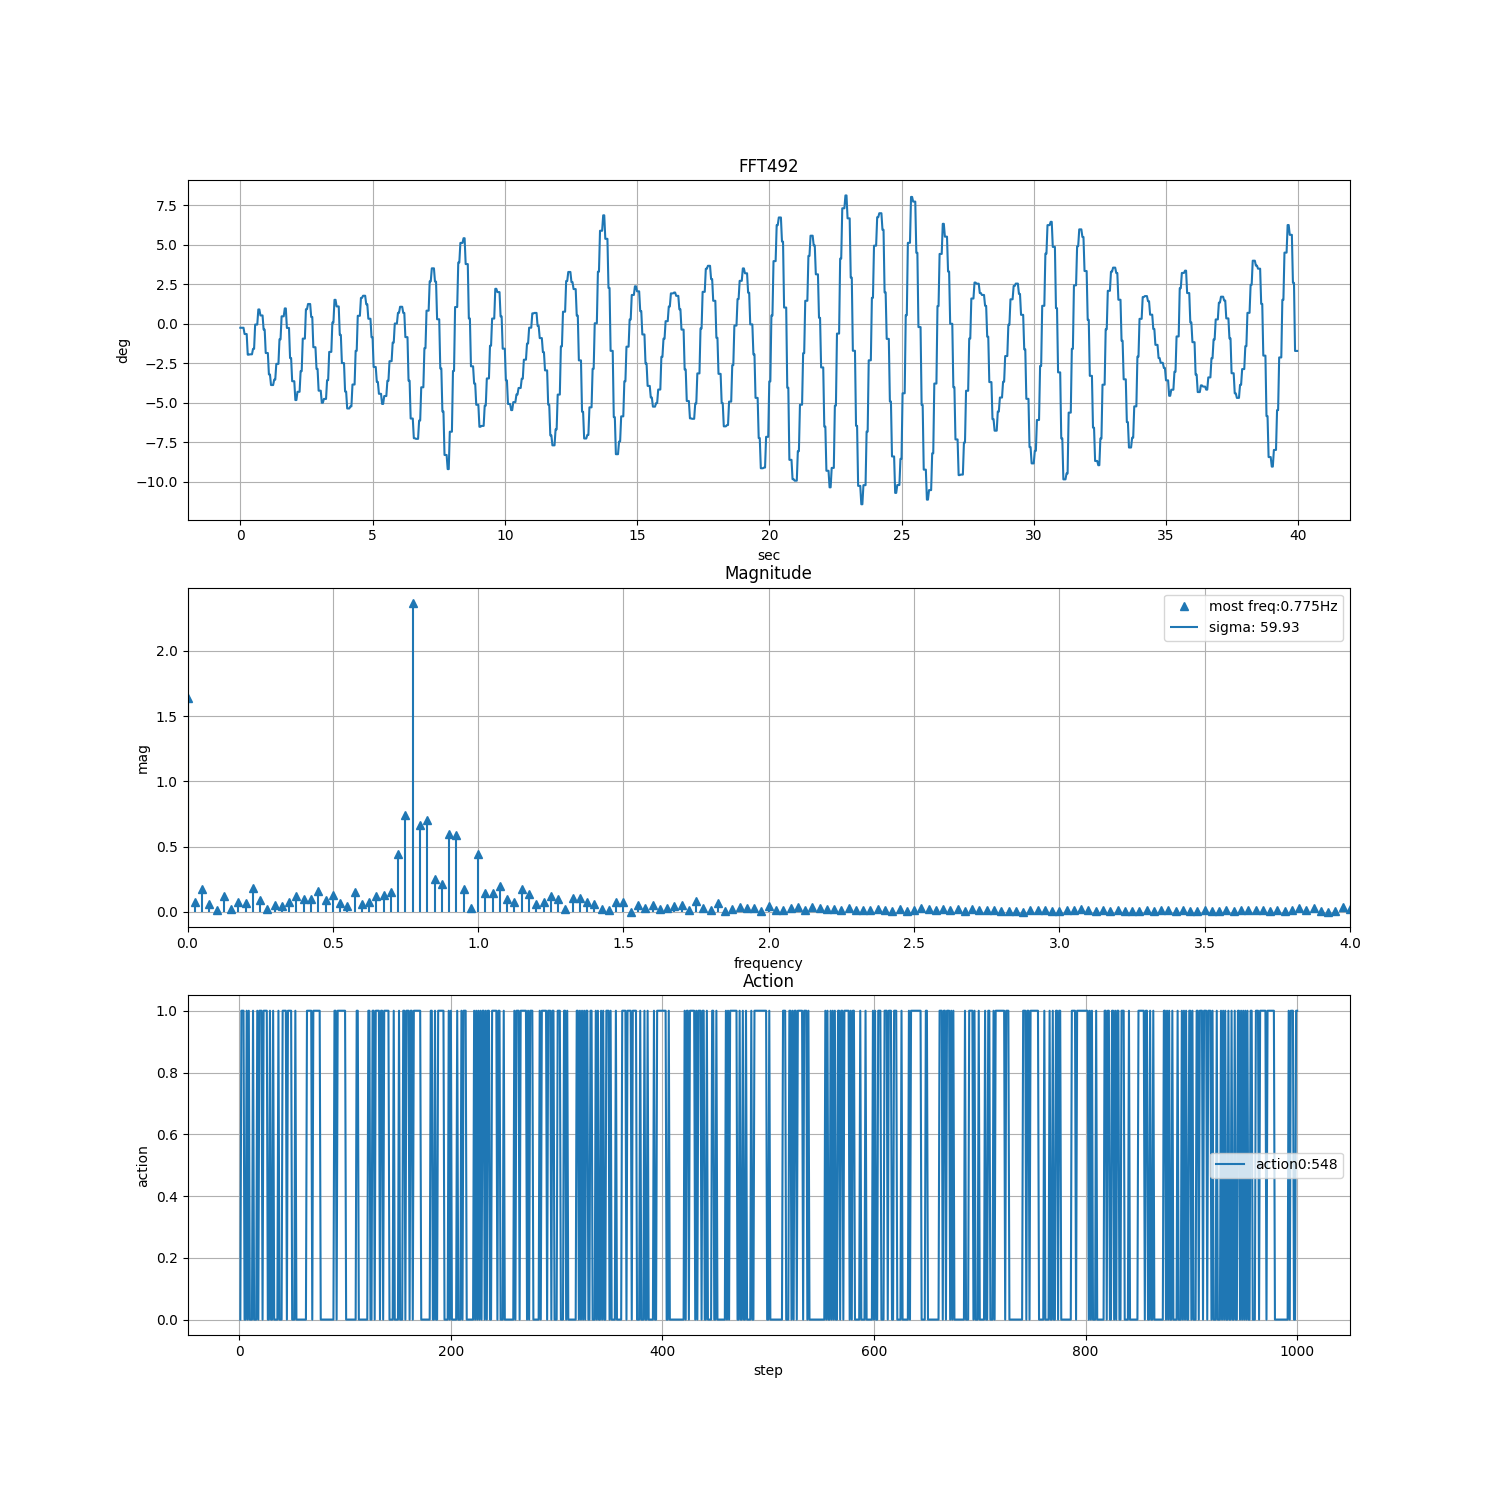 FFT492
7.5
5.0
2.5
0.0
−2.5
−5.0
−7.5
−10.0
deg
0 5 10 15 20 25 30 35 40
sec
Magnitude
most freq:0.775Hz
sigma: 59.93
2.0
1.5
1.0
0.5
0.0
mag
0.0 0.5 1.0 1.5 2.0 2.5 3.0 3.5 4.0
frequency
Action
1.0
0.8
0.6
0.4
0.2
0.0
action
action0:548
0 200 400 600 800 1000
step